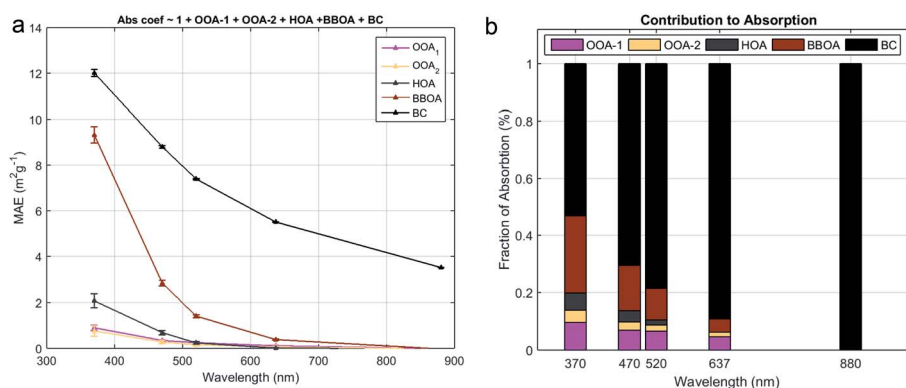 a
Abs coef ~ 1 + OOA-1 + OOA-2 + HOA +BBOA + BC
14
12
10
8
6
4
2
0
MAE (m²g-1)
OOA₁
OOA₂
HOA
BBOA
BC
300 400 500 600 700 800 900
Wavelength (nm)
b
Contribution to Absorption
OOA-1 OOA-2 HOA BBOA BC
1
0.8
0.6
0.4
0.2
0
Fraction of Absorbtion (%)
370 470 520 637 880
Wavelength (nm)